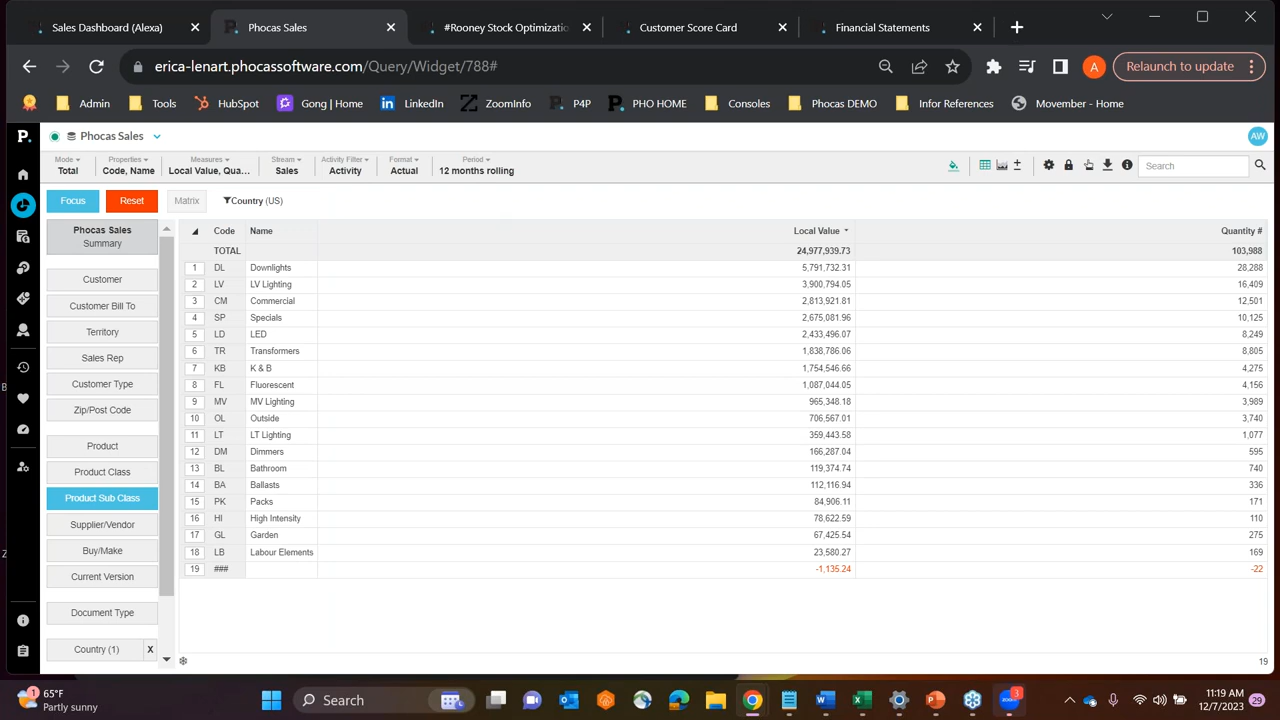 Sales Dashboard (Alexa)
Phocas Sales
#Rooney Stock Optimizatio
Customer Score Card
Financial Statements
erica-lenart.phocassoftware.com/Query/Widget/788#
A
Relaunch to update
Admin
Tools
HubSpot
Gong | Home
LinkedIn
ZoomInfo
P4P
PHO HOME
Consoles
Phocas DEMO
Infor References
Movember - Home
P.
Phocas Sales
AW
Mode
Total
Properties
Code, Name
Measures
Local Value, Qua...
Stream
Sales
Activity Filter
Activity
Format
Actual
Period
12 months rolling
Search
Focus
Reset
Matrix
Country (US)
Phocas Sales
Summary
Customer
Customer Bill To
Territory
Sales Rep
Customer Type
Zip/Post Code
Product
Product Class
Product Sub Class
Supplier/Vendor
Buy/Make
Current Version
Document Type
Country (1) X
Code Name Local Value Quantity #
TOTAL 24,977,939.73 103,988
1 DL Downlights 5,791,732.31 28,288
2 LV LV Lighting 3,900,794.05 16,409
3 CM Commercial 2,813,921.81 12,501
4 SP Specials 2,675,081.96 10,125
5 LD LED 2,433,496.07 8,249
6 TR Transformers 1,838,786.06 8,805
7 KB K & B 1,754,546.66 4,275
8 FL Fluorescent 1,087,044.05 4,156
9 MV MV Lighting 965,348.18 3,989
10 OL Outside 706,567.01 3,740
11 LT LT Lighting 359,443.58 1,077
12 DM Dimmers 166,287.04 595
13 BL Bathroom 119,374.74 740
14 BA Ballasts 112,116.94 336
15 PK Packs 84,906.11 171
16 HI High Intensity 78,622.59 110
17 GL Garden 67,425.54 275
18 LB Labour Elements 23,580.27 169
19 ### -1,135.24 -22
19
1
65°F
Partly sunny
Search
3
11:19 AM
12/7/2023
29